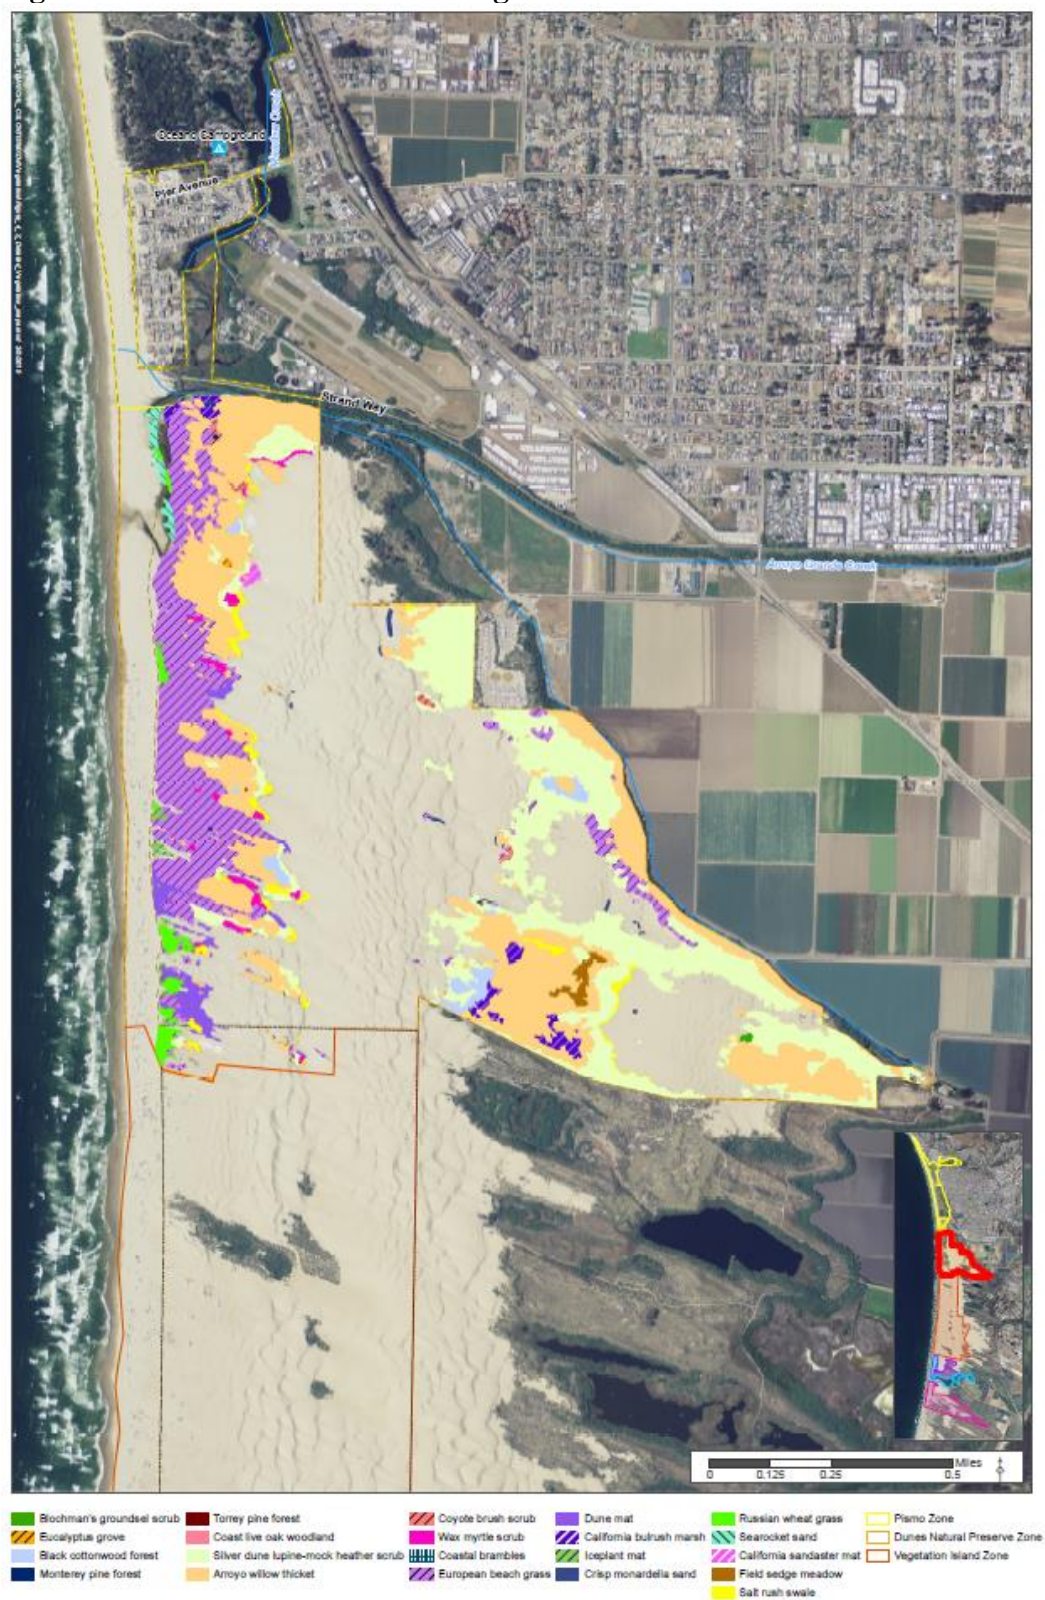 Oceano Campground
Meadow Creek
Pier Avenue
Strand Way
Arroyo Grande Creek
Miles
0 0.125 0.25 0.5
Blochman's groundsel scrub
Eucalyptus grove
Black cottonwood forest
Monterey pine forest
Torrey pine forest
Coast live oak woodland
Silver dune lupine-mock heather scrub
Arroyo willow thicket
Coyote brush scrub
Wax myrtle scrub
Coastal brambles
European beach grass
Dune mat
California bulrush marsh
Iceplant mat
Crisp monardella sand
Russian wheat grass
Searocket sand
California sandaster mat
Field sedge meadow
Salt rush swale
Pismo Zone
Dunes Natural Preserve Zone
Vegetation Island Zone